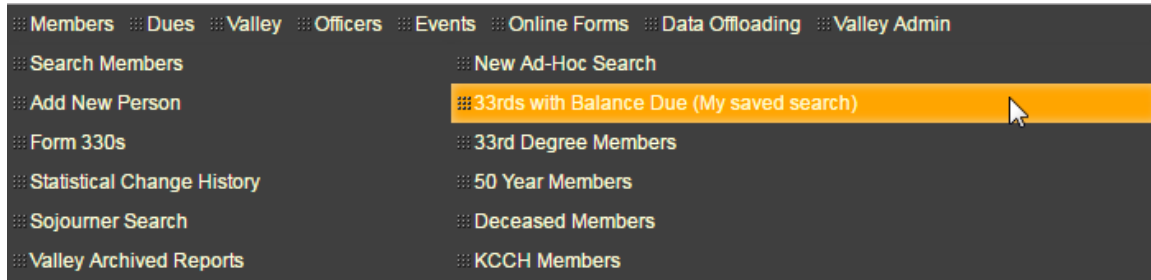 Members Dues Valley Officers Events Online Forms Data Offloading Valley Admin
Search Members New Ad-Hoc Search
Add New Person 33rds with Balance Due (My saved search)
Form 330s 33rd Degree Members
Statistical Change History 50 Year Members
Sojourner Search Deceased Members
Valley Archived Reports KCCH Members